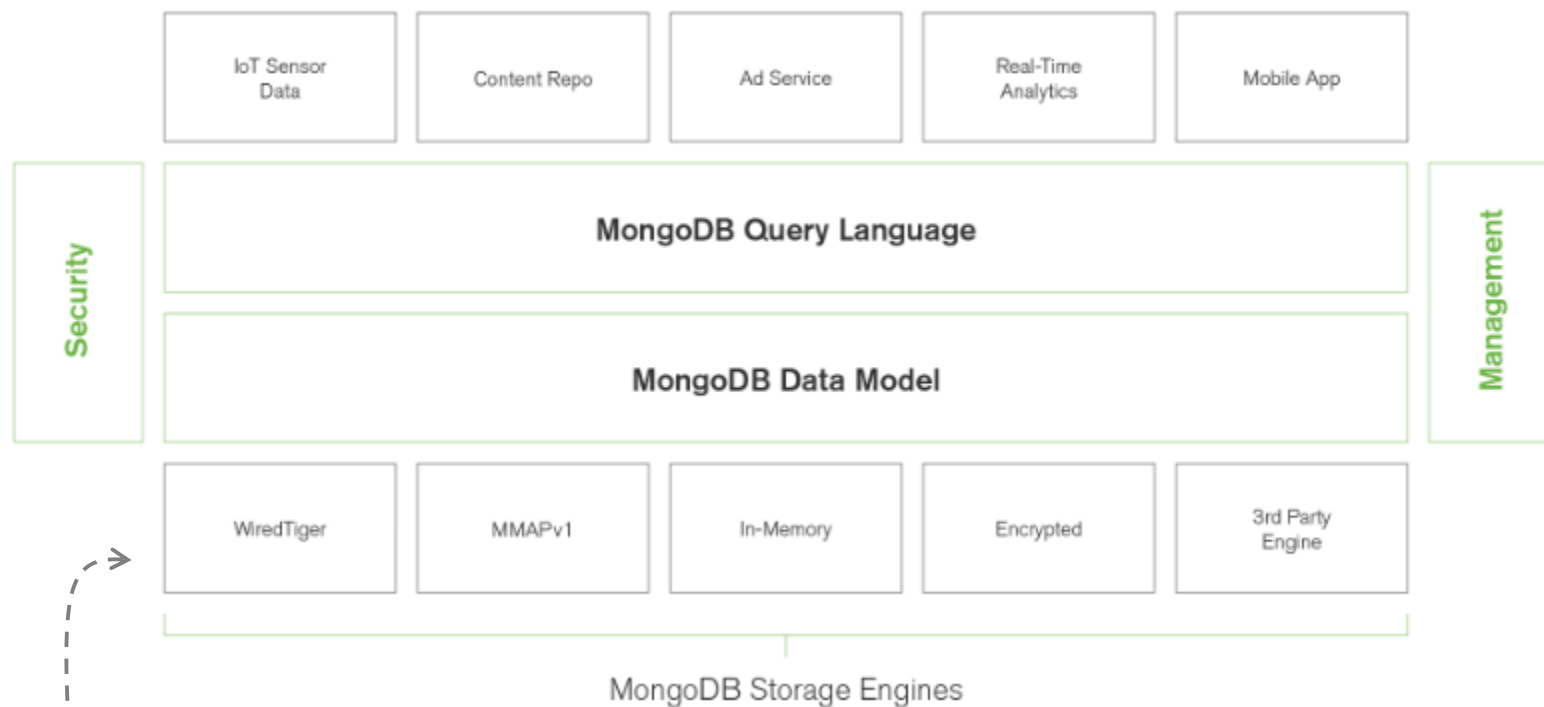 IoT Sensor
Data
Content Repo
Ad Service
Real-Time
Analytics
Mobile App
Security
MongoDB Query Language
MongoDB Data Model
Management
WiredTiger
MMAPv1
In-Memory
Encrypted
3rd Party
Engine
MongoDB Storage Engines